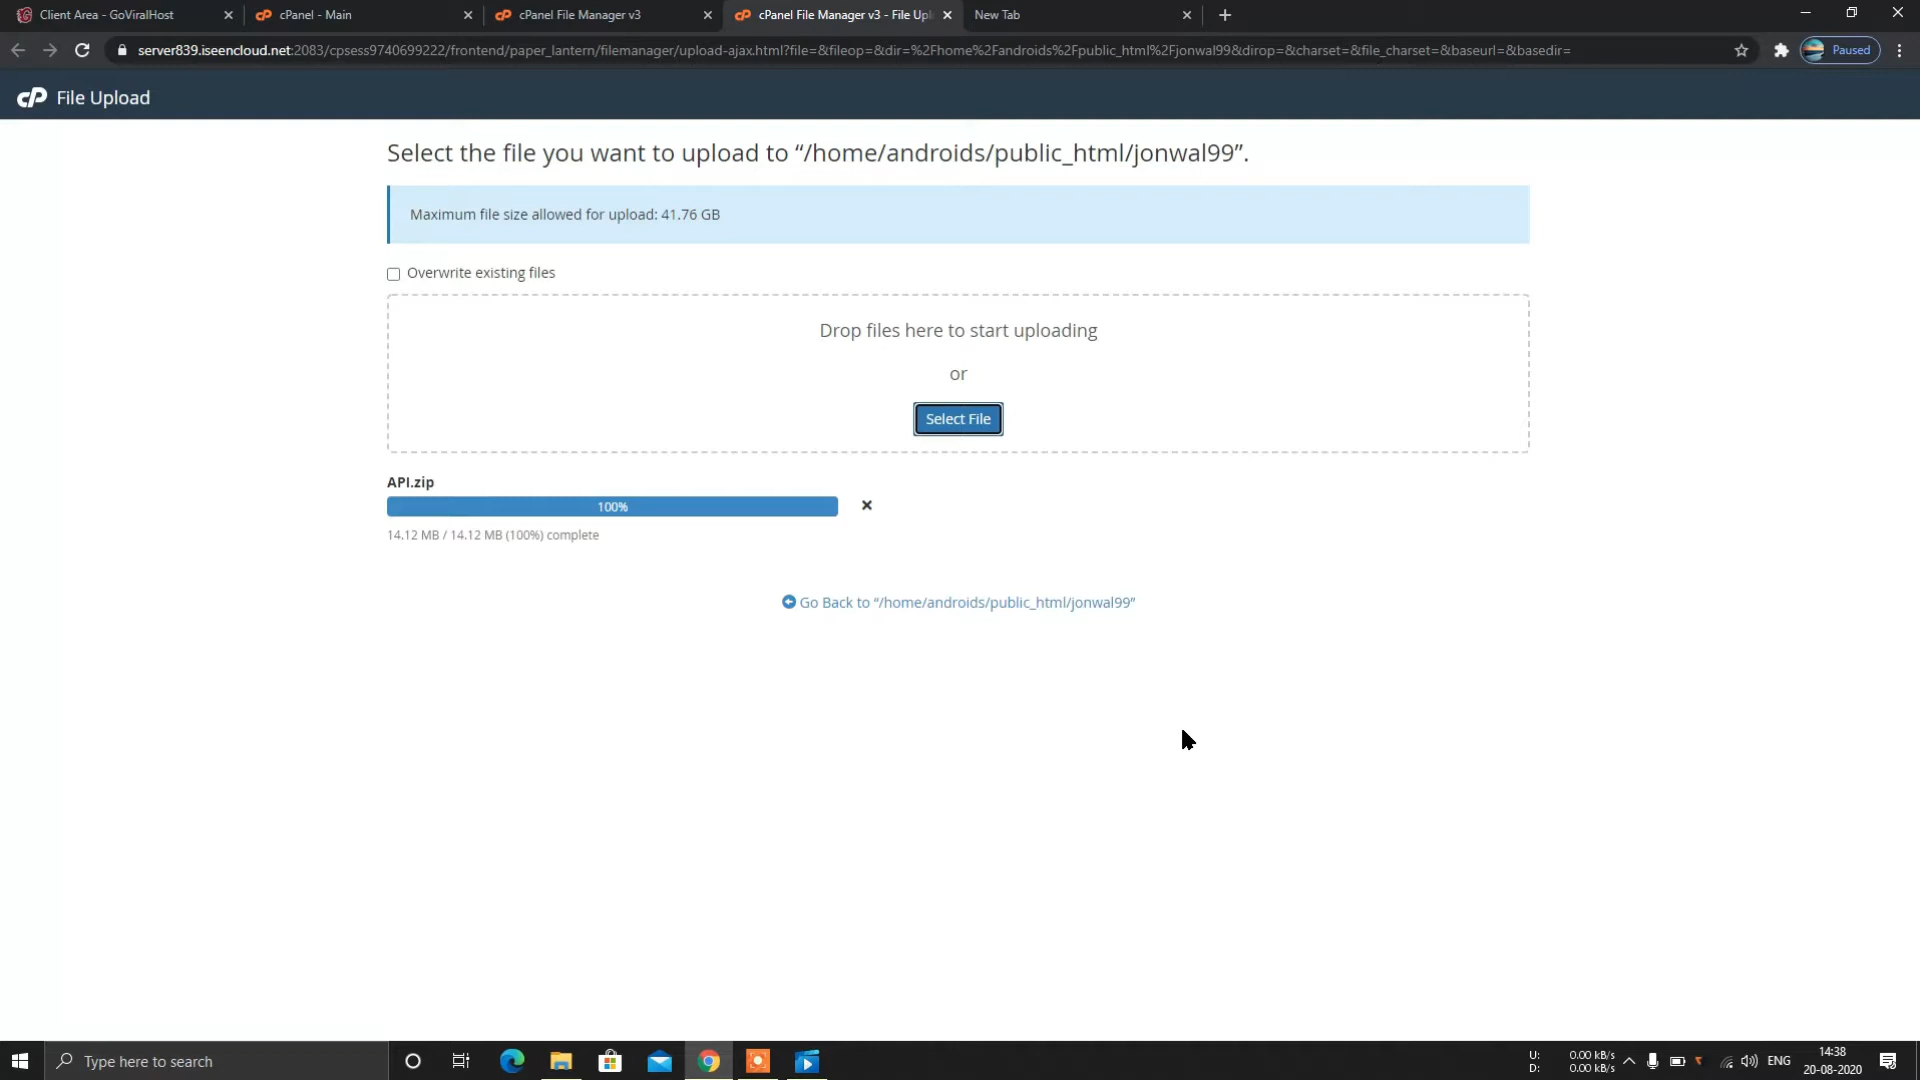 Client Area - GoViralHost
cPanel - Main
cPanel File Manager v3
cPanel File Manager v3 - File Upl
New Tab
server839.iseencloud.net:2083/cpsess9740699222/frontend/paper_lantern/filemanager/upload-ajax.html?file=&fileop=&dir=%2Fhome%2Fandroids%2Fpublic_html%2Fjonwal99&dirop=&charset=&file_charset=&baseurl=&basedir=
Paused
cP File Upload
Select the file you want to upload to “/home/androids/public_html/jonwal99”.
Maximum file size allowed for upload: 41.76 GB
Overwrite existing files
Drop files here to start uploading
or
Select File
API.zip
100%
14.12 MB / 14.12 MB (100%) complete
Go Back to “/home/androids/public_html/jonwal99”
Type here to search
U: 0.00 kB/s
D: 0.00 kB/s
ENG
14:38
20-08-2020